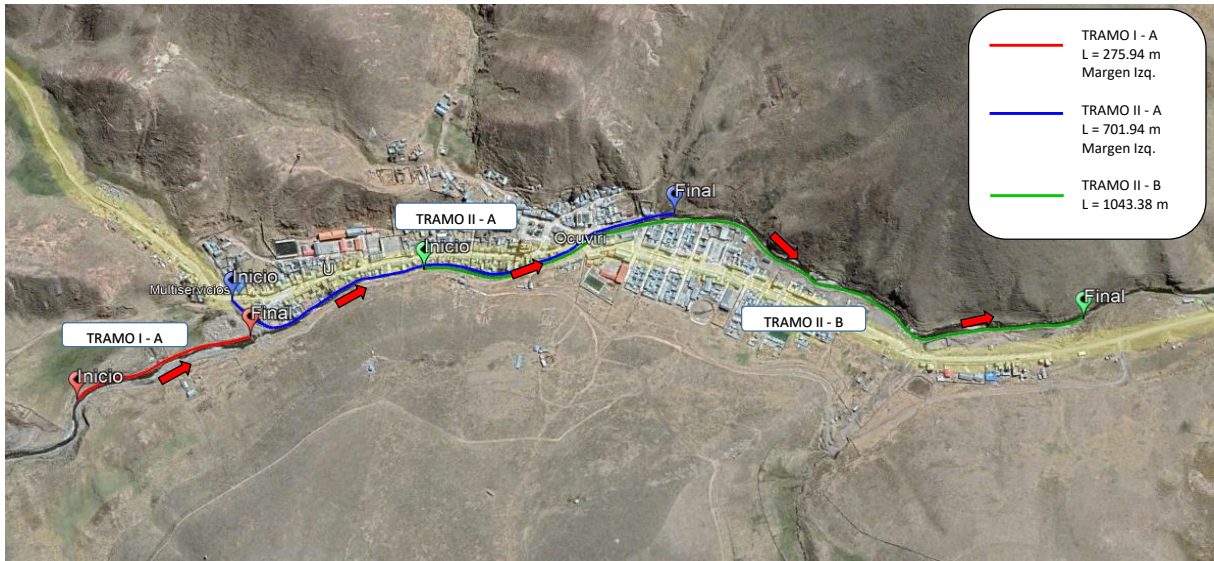 TRAMO I - A
L = 275.94 m
Margen Izq.
TRAMO II - A
L = 701.94 m
Margen Izq.
TRAMO II - B
L = 1043.38 m
Final
TRAMO II - A
Inicio
Ocuviri
U
Inicio
Multiservicios
Final
TRAMO I - A
Inicio
TRAMO II - B
Final